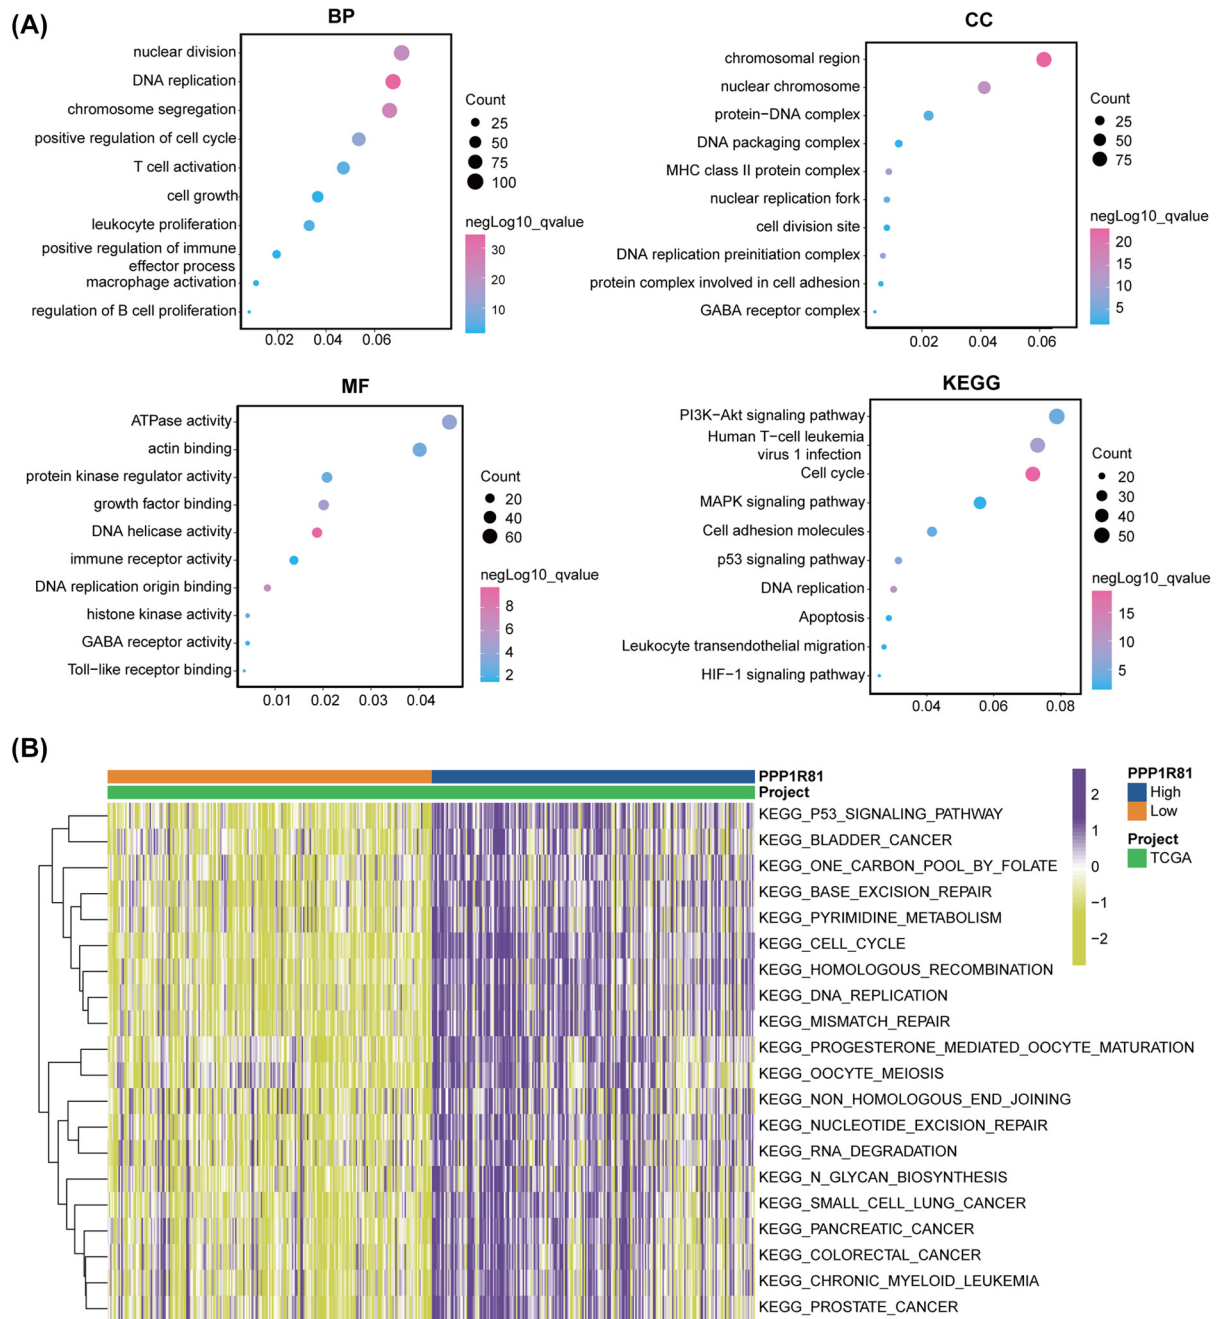 (A)
BP
nuclear division
DNA replication
chromosome segregation
positive regulation of cell cycle
T cell activation
cell growth
leukocyte proliferation
positive regulation of immune
effector process
macrophage activation
regulation of B cell proliferation
0.02 0.04 0.06
Count
25
50
75
100
negLog10_qvalue
30
20
10
CC
chromosomal region
nuclear chromosome
protein−DNA complex
DNA packaging complex
MHC class II protein complex
nuclear replication fork
cell division site
DNA replication preinitiation complex
protein complex involved in cell adhesion
GABA receptor complex
0.02 0.04 0.06
Count
25
50
75
negLog10_qvalue
20
15
10
5
MF
ATPase activity
actin binding
protein kinase regulator activity
growth factor binding
DNA helicase activity
immune receptor activity
DNA replication origin binding
histone kinase activity
GABA receptor activity
Toll−like receptor binding
0.01 0.02 0.03 0.04
Count
20
40
60
negLog10_qvalue
8
6
4
2
KEGG
PI3K−Akt signaling pathway
Human T−cell leukemia
virus 1 infection
Cell cycle
MAPK signaling pathway
Cell adhesion molecules
p53 signaling pathway
DNA replication
Apoptosis
Leukocyte transendothelial migration
HIF−1 signaling pathway
0.04 0.06 0.08
Count
20
30
40
50
negLog10_qvalue
15
10
5
(B)
PPP1R81
Project
KEGG_P53_SIGNALING_PATHWAY
KEGG_BLADDER_CANCER
KEGG_ONE_CARBON_POOL_BY_FOLATE
KEGG_BASE_EXCISION_REPAIR
KEGG_PYRIMIDINE_METABOLISM
KEGG_CELL_CYCLE
KEGG_HOMOLOGOUS_RECOMBINATION
KEGG_DNA_REPLICATION
KEGG_MISMATCH_REPAIR
KEGG_PROGESTERONE_MEDIATED_OOCYTE_MATURATION
KEGG_OOCYTE_MEIOSIS
KEGG_NON_HOMOLOGOUS_END_JOINING
KEGG_NUCLEOTIDE_EXCISION_REPAIR
KEGG_RNA_DEGRADATION
KEGG_N_GLYCAN_BIOSYNTHESIS
KEGG_SMALL_CELL_LUNG_CANCER
KEGG_PANCREATIC_CANCER
KEGG_COLORECTAL_CANCER
KEGG_CHRONIC_MYELOID_LEUKEMIA
KEGG_PROSTATE_CANCER
2
1
0
−1
−2
PPP1R81
High
Low
Project
TCGA